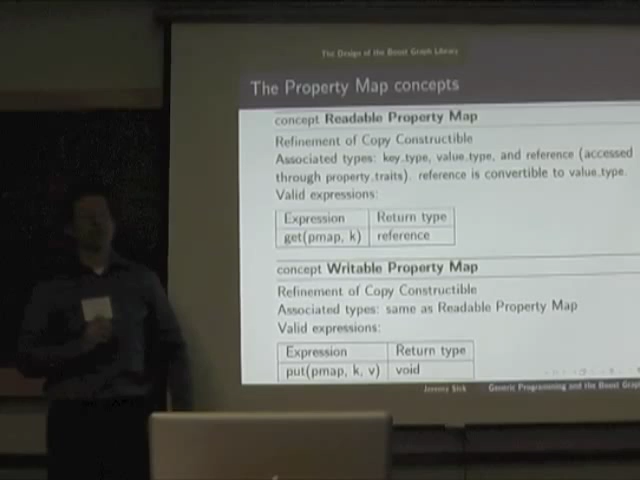 The Design of the Boost Graph Library
The Property Map concepts
concept Readable Property Map
Refinement of Copy Constructible
Associated types: key_type, value_type, and reference (accessed
through property_traits). reference is convertible to value_type.
Valid expressions:
Expression Return type
get(pmap, k) reference
concept Writable Property Map
Refinement of Copy Constructible
Associated types: same as Readable Property Map
Valid expressions:
Expression Return type
put(pmap, k, v) void
Jeremy Siek Generic Programming and the Boost Grap